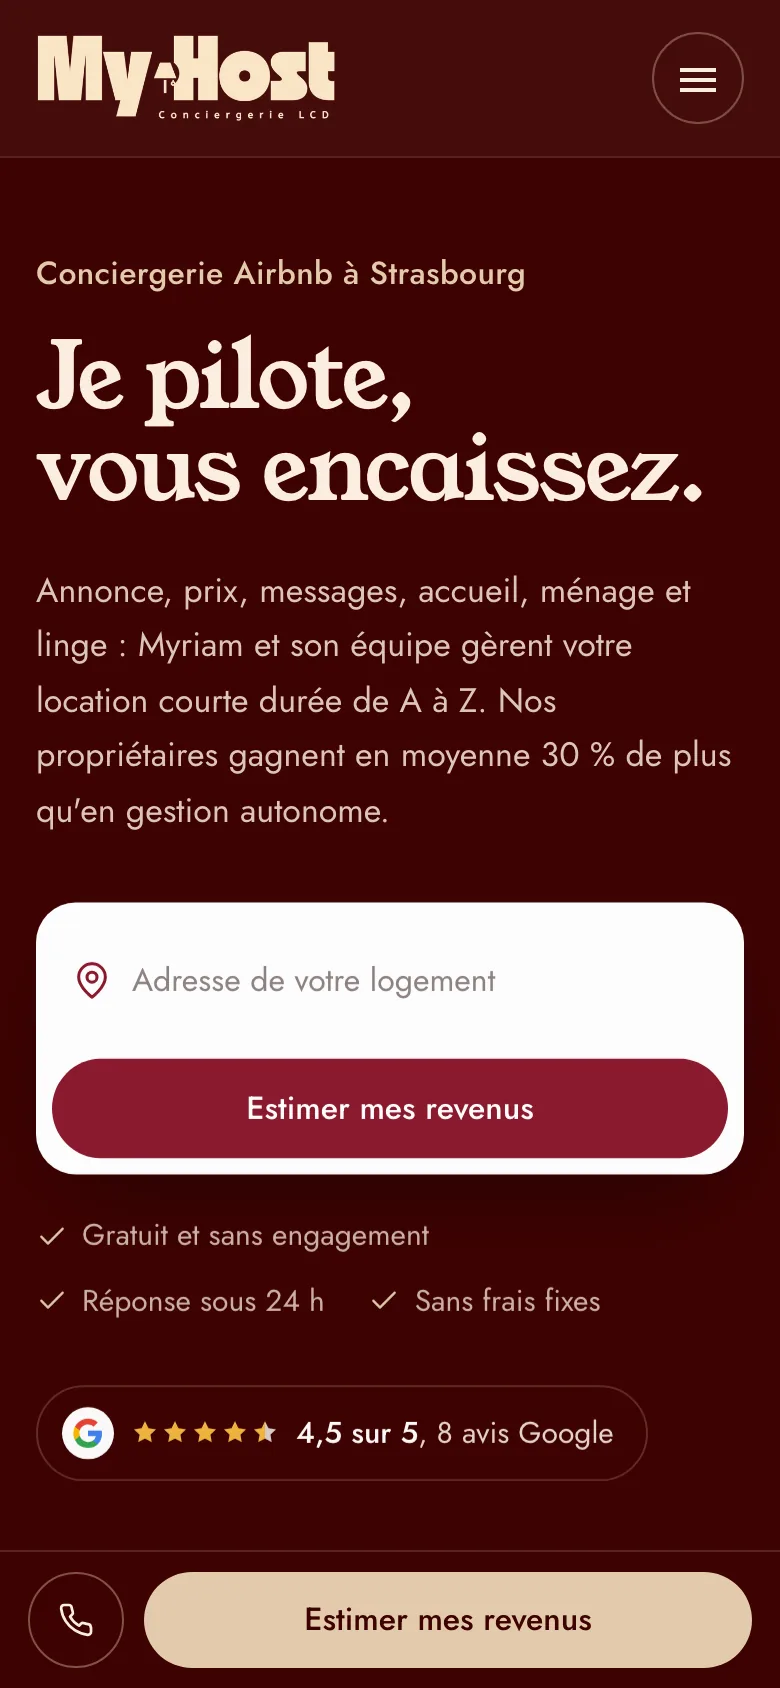 My Host
Conciergerie LCD
Conciergerie Airbnb à Strasbourg
Je pilote,
vous encaissez.
Annonce, prix, messages, accueil, ménage et
linge : Myriam et son équipe gèrent votre
location courte durée de A à Z. Nos
propriétaires gagnent en moyenne 30 % de plus
qu'en gestion autonome.
Adresse de votre logement
Estimer mes revenus
Gratuit et sans engagement
Réponse sous 24 h
Sans frais fixes
4,5 sur 5, 8 avis Google
Estimer mes revenus